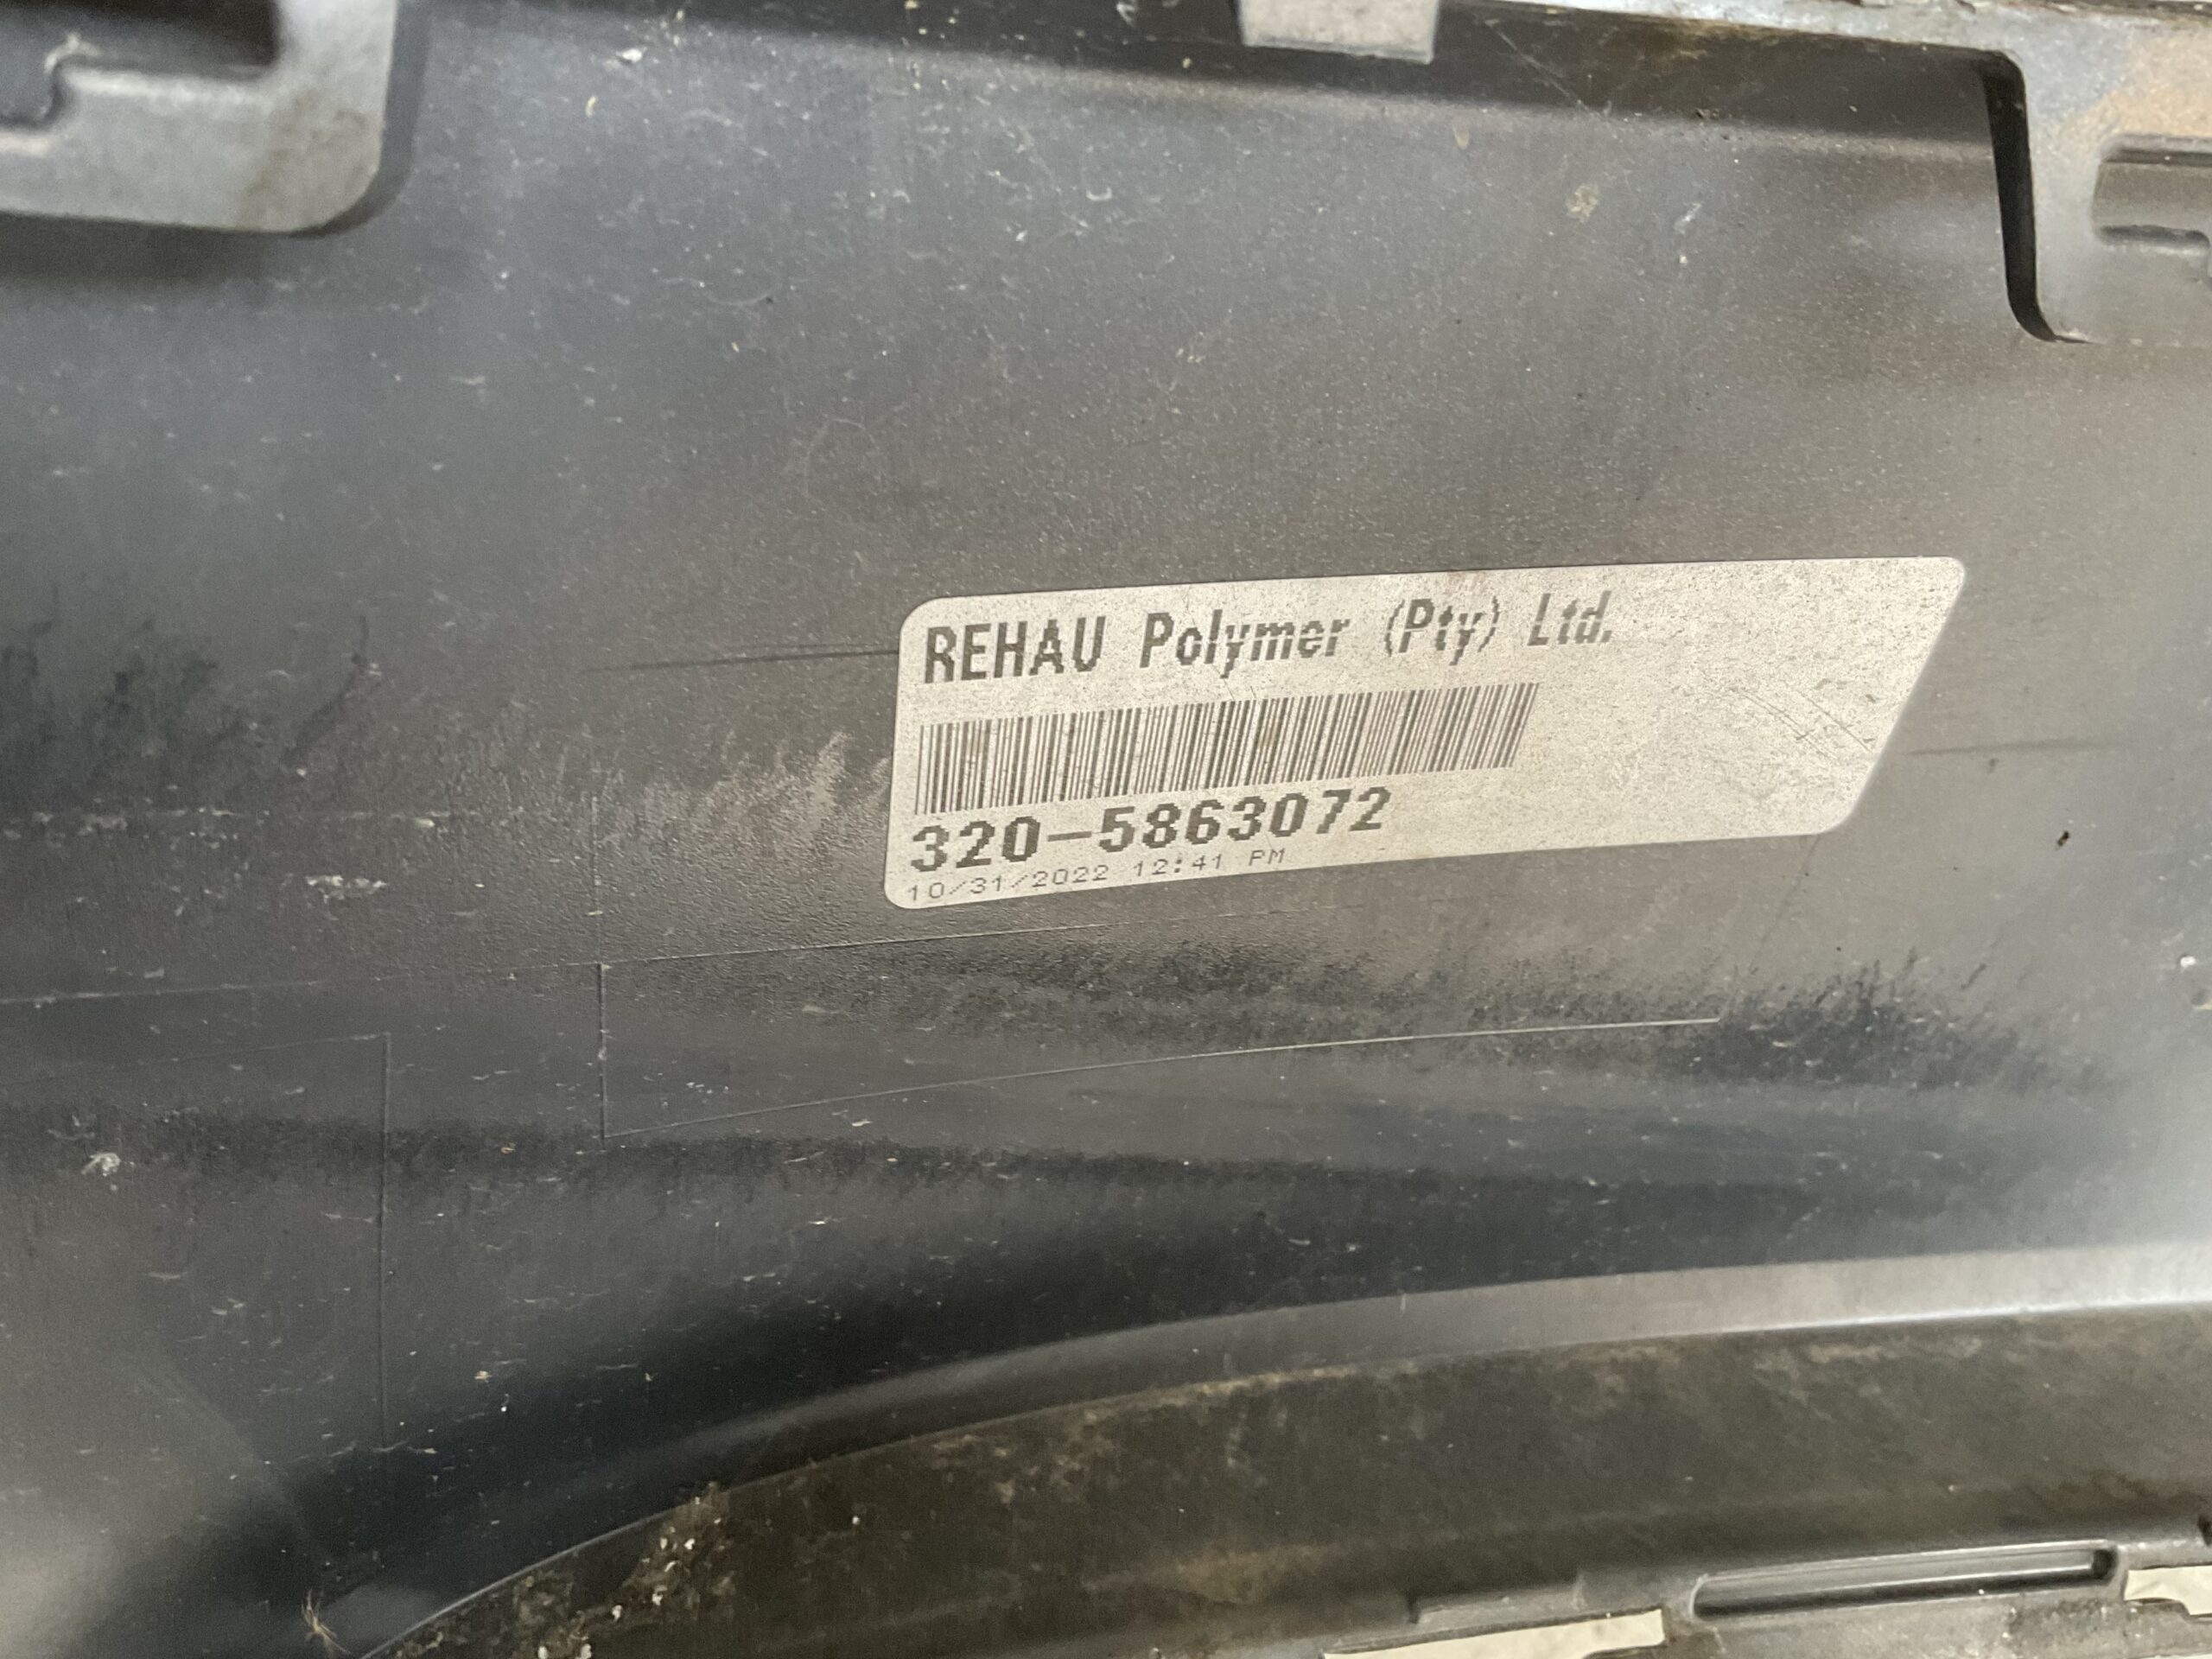 REHAU Polymer (Pty) Ltd.
320-5863072
10/31/2022 12:41 PM